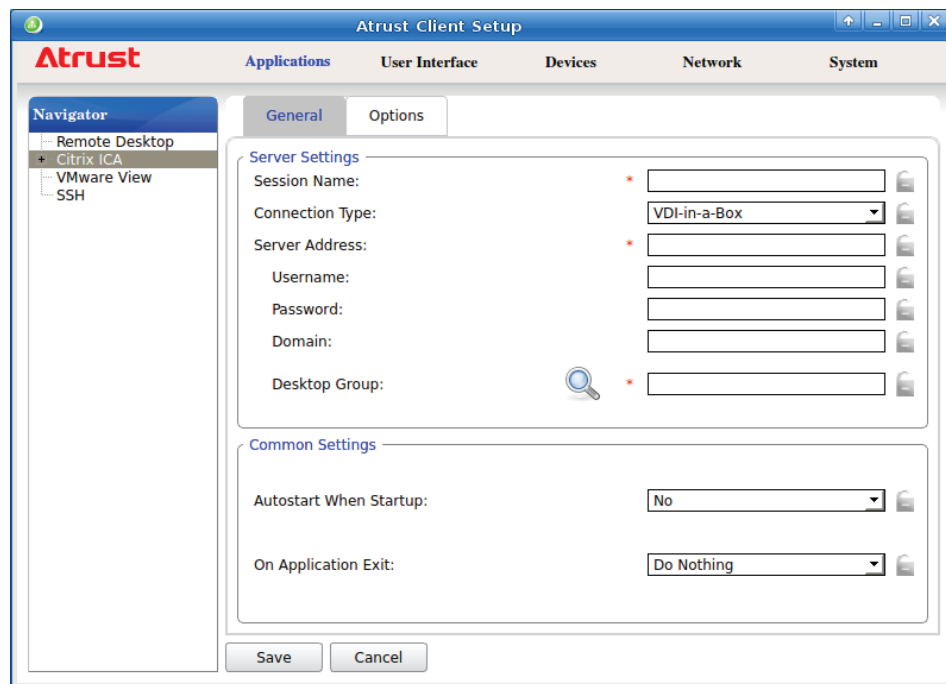 Atrust Client Setup
Atrust
Applications User Interface Devices Network System
Navigator
Remote Desktop
+ Citrix ICA
VMware View
SSH
General Options
Server Settings
Session Name: *
Connection Type: VDI-in-a-Box
Server Address: *
Username:
Password:
Domain:
Desktop Group: *
Common Settings
Autostart When Startup: No
On Application Exit: Do Nothing
Save Cancel